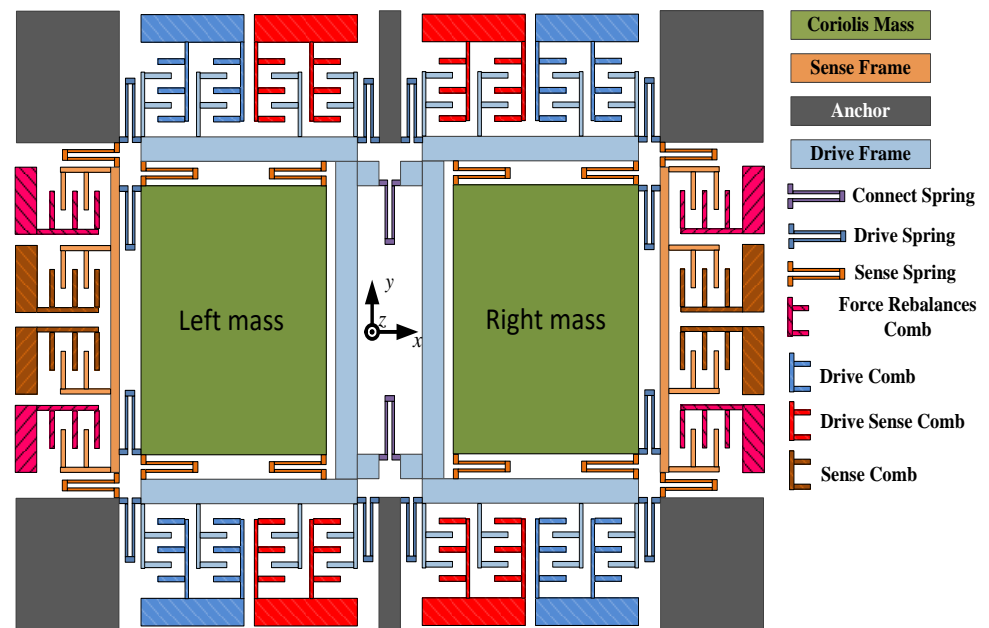 Coriolis Mass
Sense Frame
Anchor
Drive Frame
Connect Spring
Drive Spring
Sense Spring
Force Rebalances
Comb
Drive Comb
Drive Sense Comb
Sense Comb
Left mass
Right mass
y
z
x